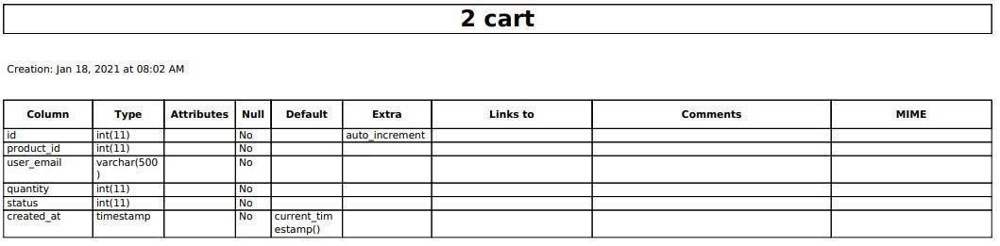 2 cart
Creation: Jan 18, 2021 at 08:02 AM
Column Type Attributes Null Default Extra Links to Comments MIME
id int(11) No auto_increment
product_id int(11) No
user_email varchar(500 No
)
quantity int(11) No
status int(11) No
created_at timestamp No current_tim
estamp()